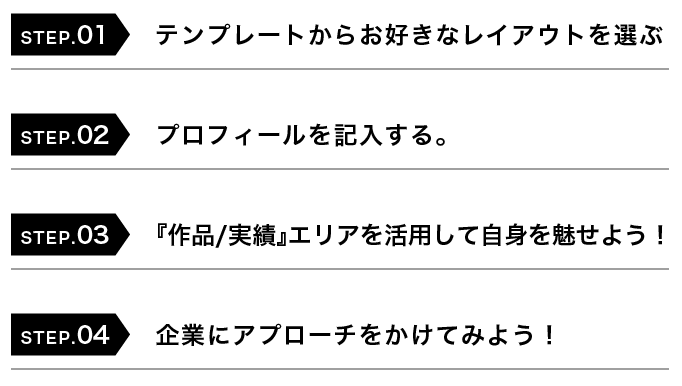 STEP.01 テンプレートからお好きなレイアウトを選ぶ
STEP.02 プロフィールを記入する。
STEP.03 『作品/実績』エリアを活用して自身を魅せよう！
STEP.04 企業にアプローチをかけてみよう！